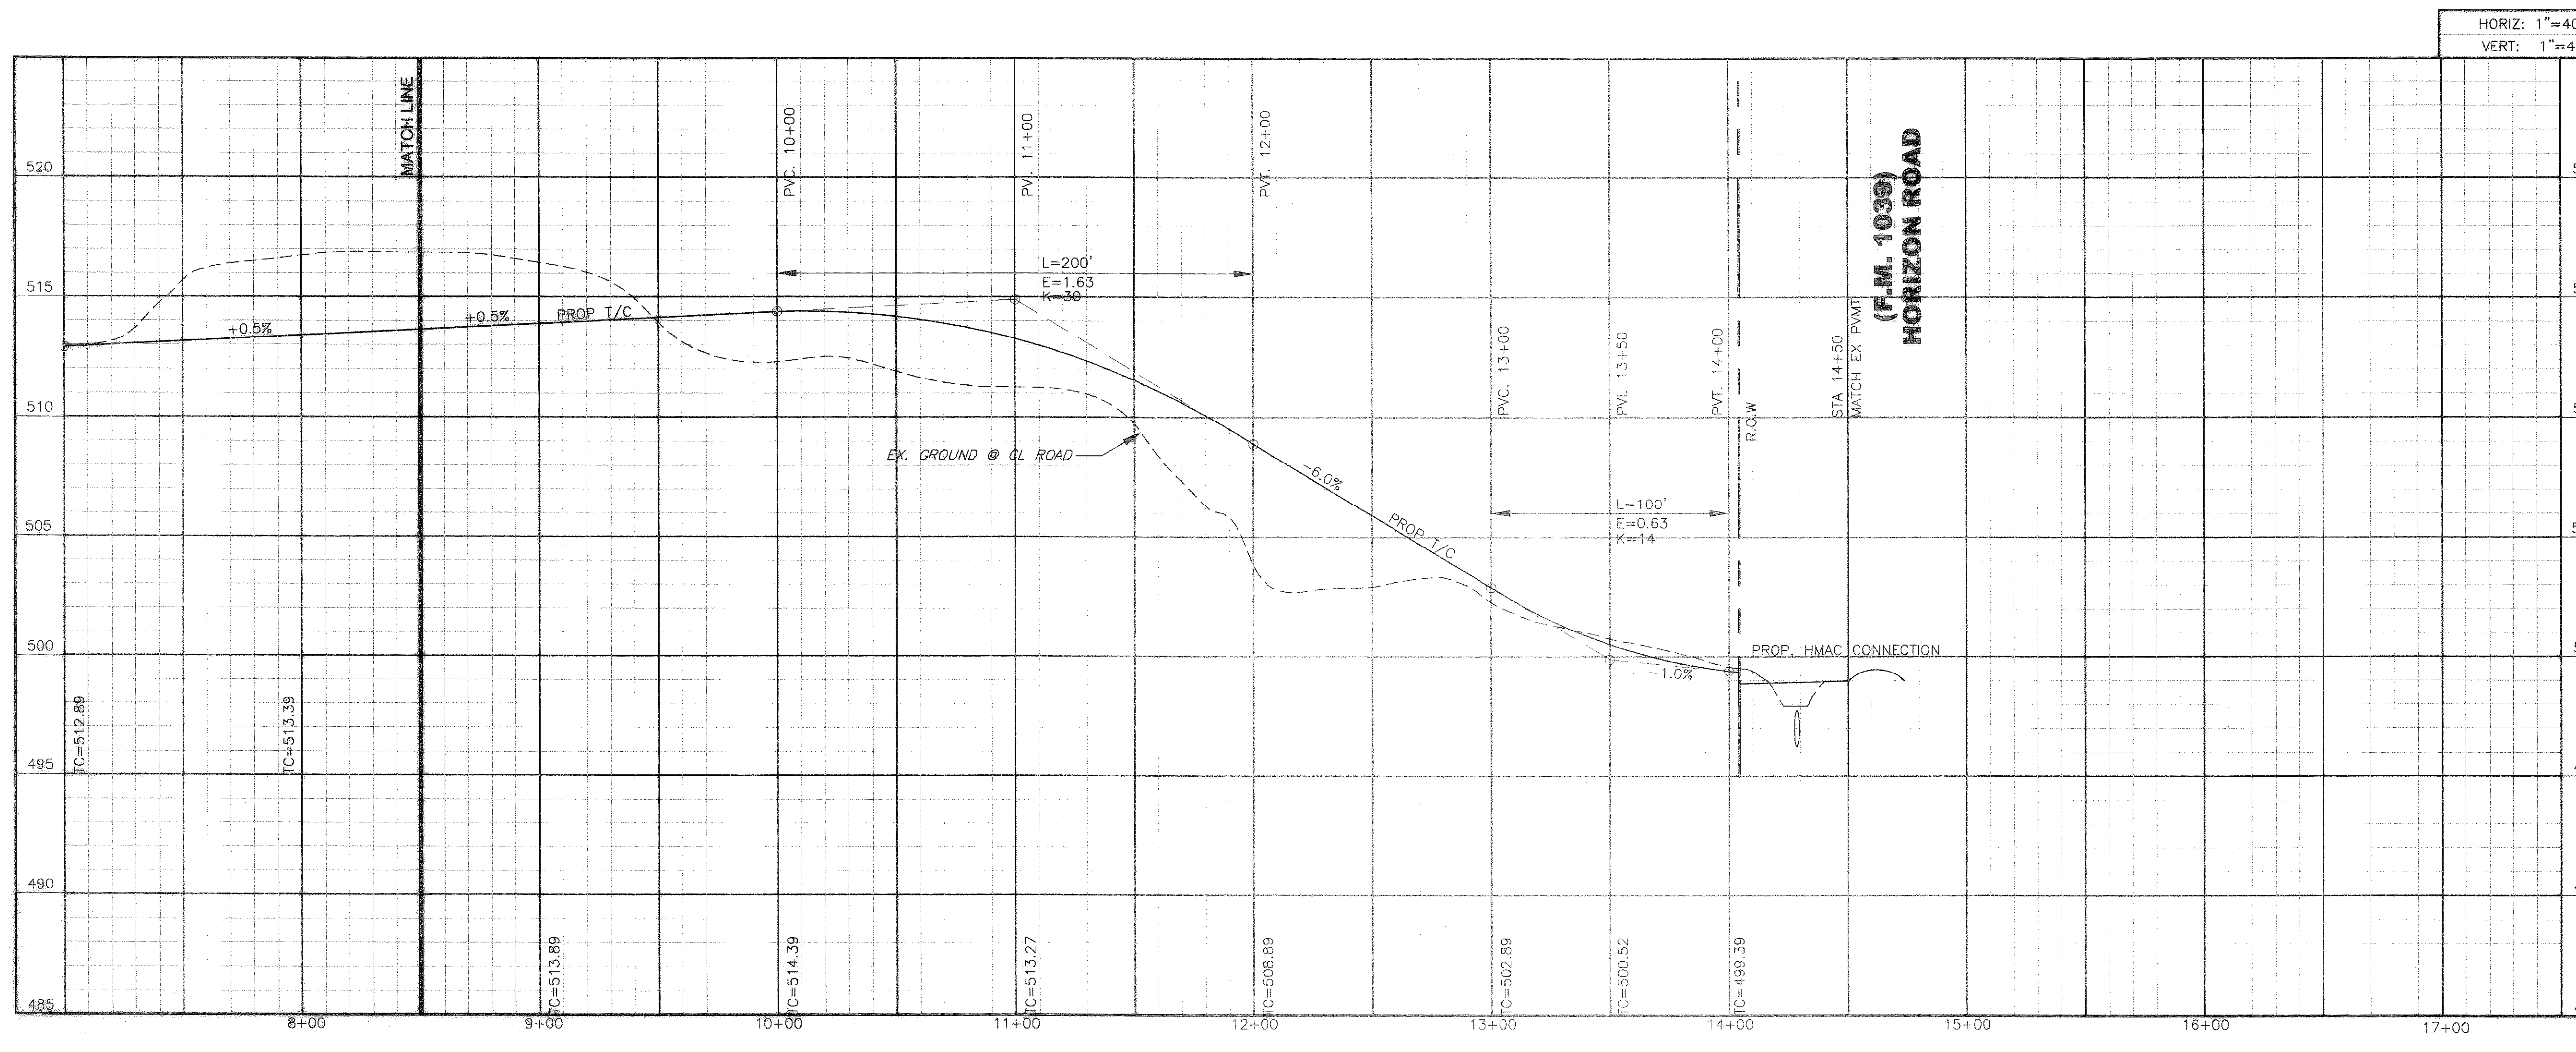 HORIZ: 1"=40
VERT: 1"=4
MATCH LINE
PVC. 10+00
PVI. 11+00
PVT. 12+00
(F.M. 1039)
HORIZON ROAD
520
515
510
505
500
495
490
485
L=200'
E=1.63
K=30
+0.5%
+0.5%
PROP T/C
PVC. 13+00
PVI. 13+50
PVT. 14+00
R.O.W
STA 14+50
MATCH EX PVMT
EX. GROUND @ CL ROAD
-6.0%
PROP T/C
L=100'
E=0.63
K=14
-1.0%
PROP. HMAC CONNECTION
TC=512.89
TC=513.39
TC=513.89
TC=514.39
TC=513.27
TC=508.89
TC=502.89
TC=500.52
TC=499.39
8+00
9+00
10+00
11+00
12+00
13+00
14+00
15+00
16+00
17+00